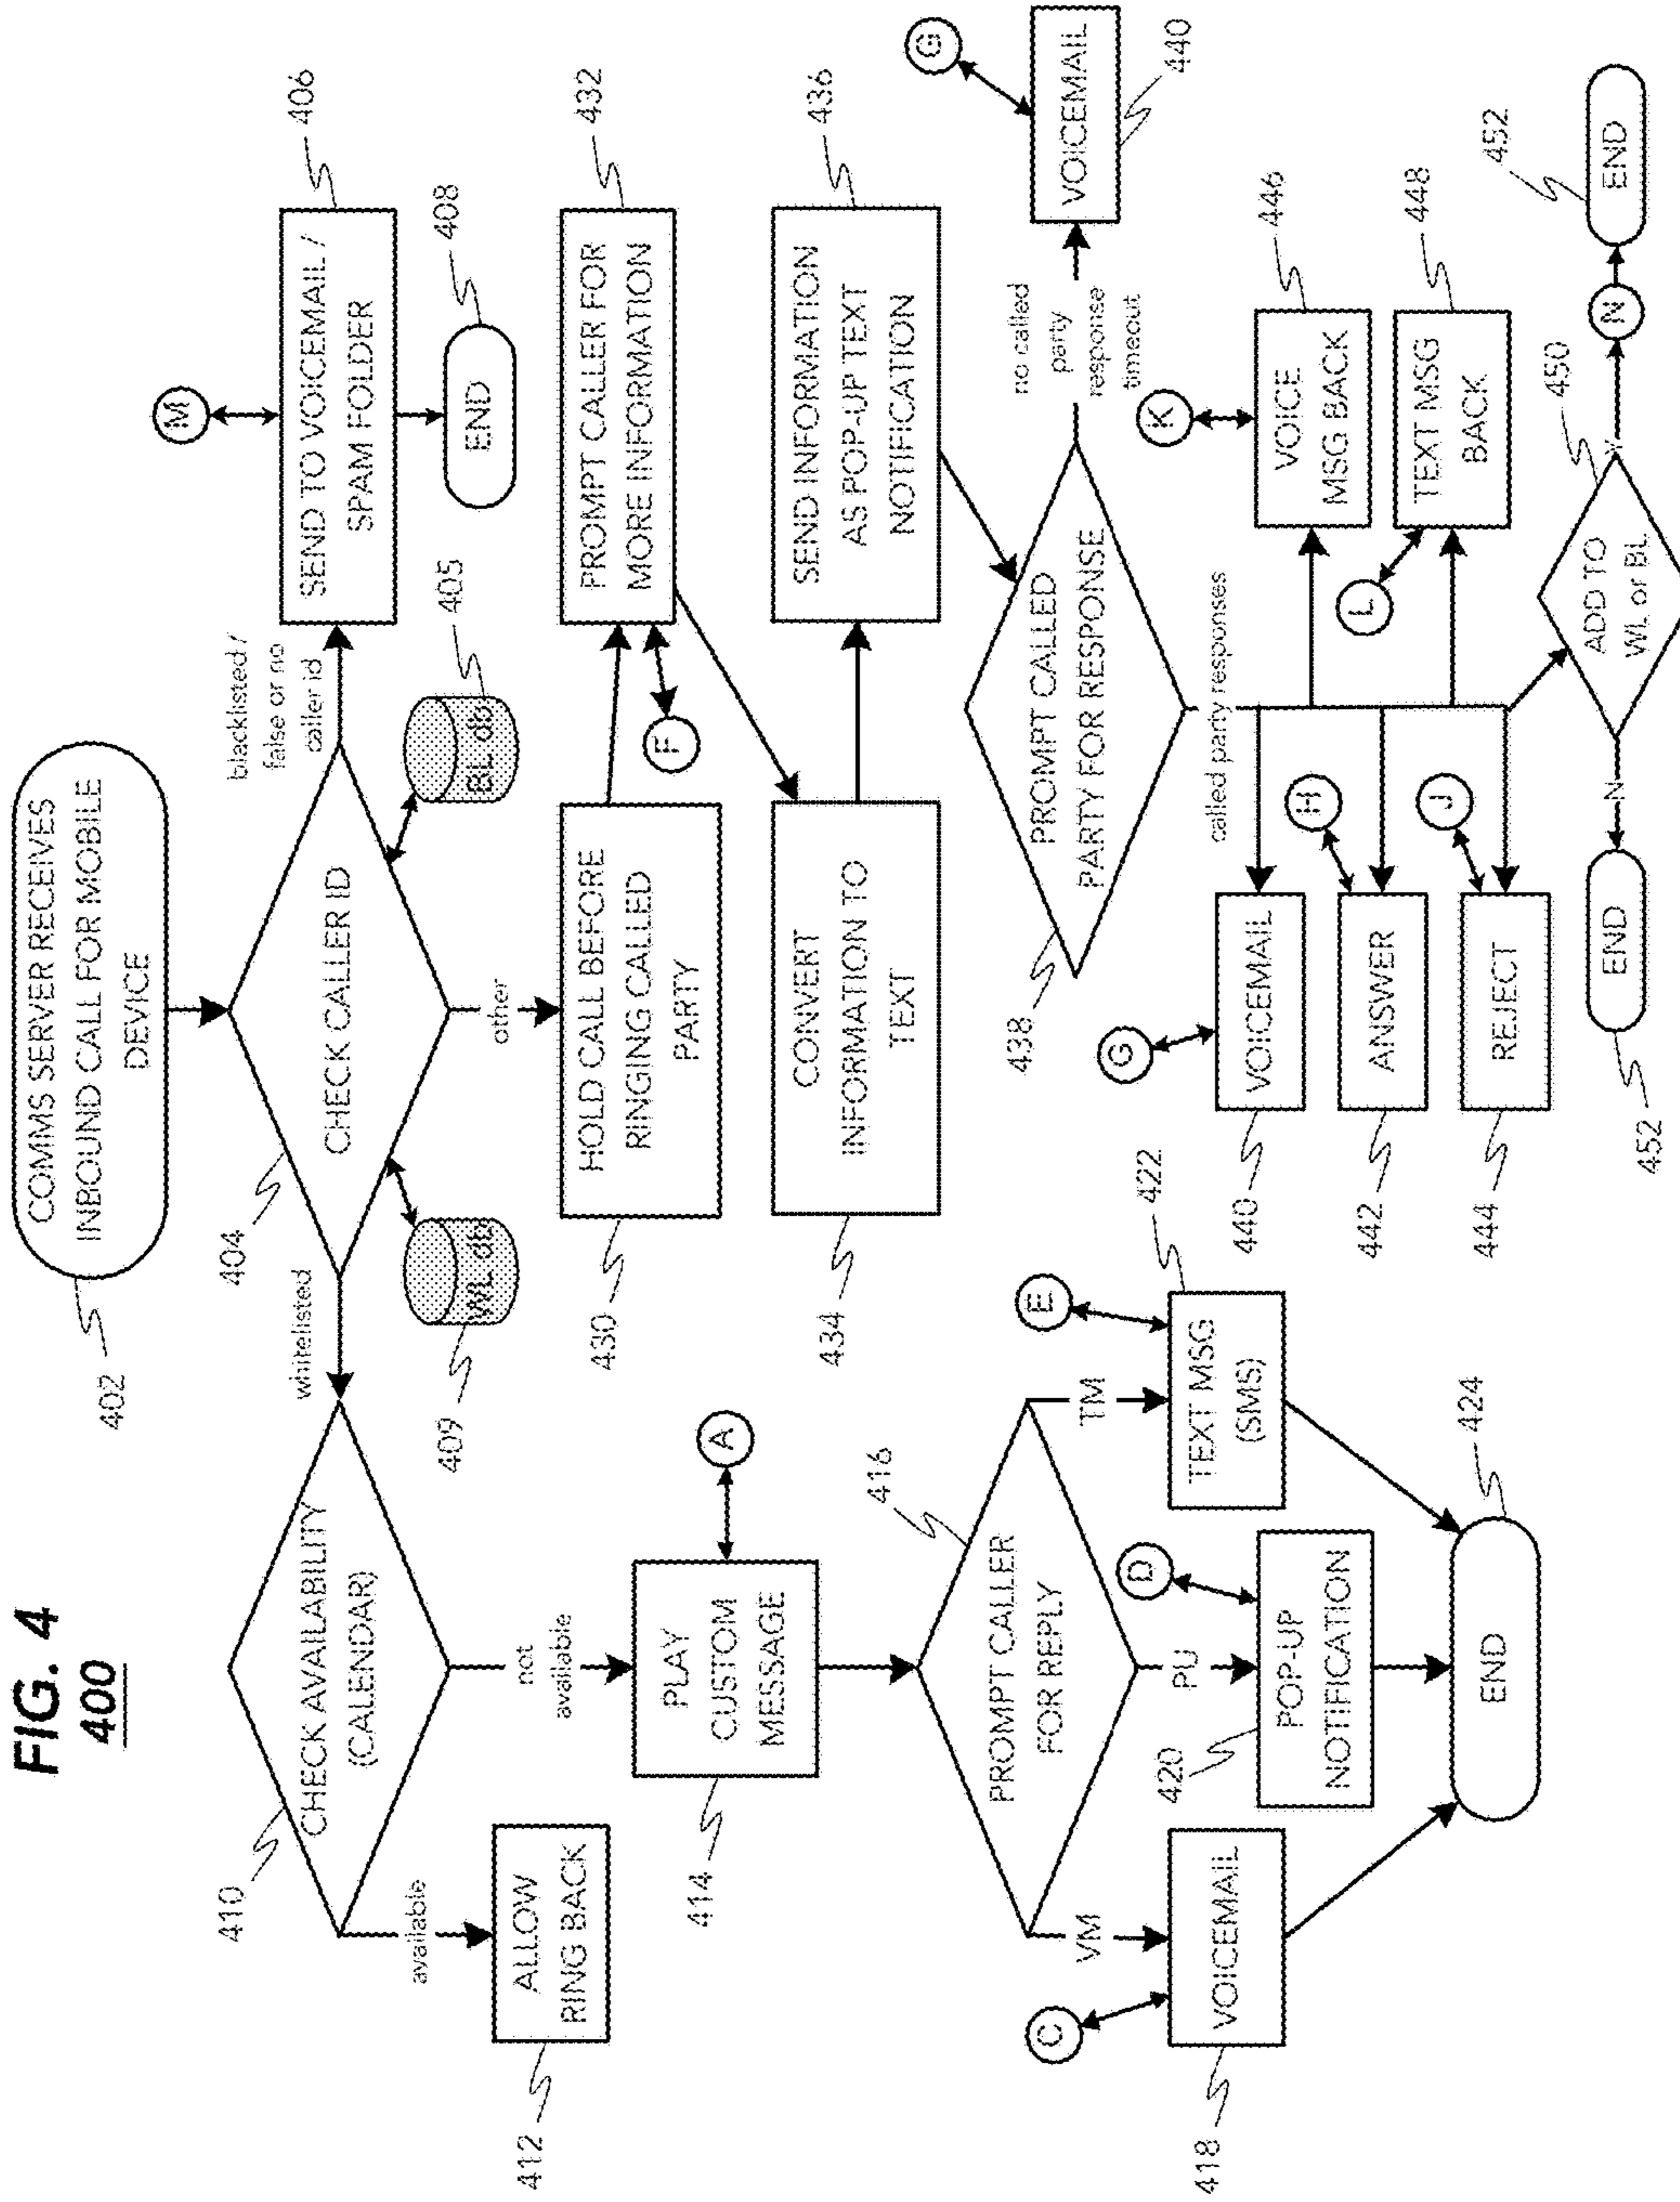 FIG. 4
400
COMMS SERVER RECEIVES
INBOUND CALL FOR MOBILE
DEVICE
402
CHECK CALLER ID
404
blacklisted /
false or no
caller id
SEND TO VOICEMAIL /
SPAM FOLDER
406
M
END
408
BL db
405
WL db
409
whitelisted
other
CHECK AVAILABILITY
(CALENDAR)
410
available
ALLOW
RING BACK
412
not
available
PLAY
CUSTOM
MESSAGE
414
A
PROMPT CALLER
FOR REPLY
416
VM
PU
TM
C
VOICEMAIL
418
D
POP-UP
NOTIFICATION
420
E
TEXT MSG
(SMS)
422
END
424
HOLD CALL BEFORE
RINGING CALLED
PARTY
430
PROMPT CALLER FOR
MORE INFORMATION
432
F
CONVERT
INFORMATION TO
TEXT
434
SEND INFORMATION
AS POP-UP TEXT
NOTIFICATION
436
PROMPT CALLED
PARTY FOR RESPONSE
438
no called
party
response
timeout
G
VOICEMAIL
440
called party responses
G
VOICEMAIL
440
H
ANSWER
442
J
REJECT
444
K
VOICE
MSG BACK
446
L
TEXT MSG
BACK
448
ADD TO
WL or BL
450
N
END
452
Y
N
END
452